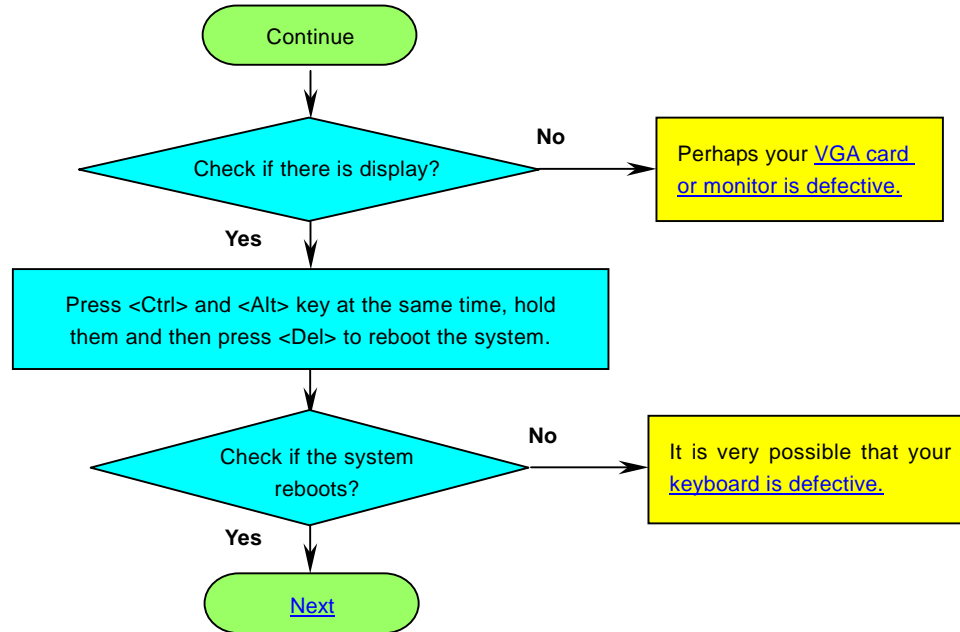 Continue
Check if there is display?
No
Perhaps your VGA card
or monitor is defective.
Yes
Press <Ctrl> and <Alt> key at the same time, hold
them and then press <Del> to reboot the system.
Check if the system
reboots?
No
It is very possible that your
keyboard is defective.
Yes
Next